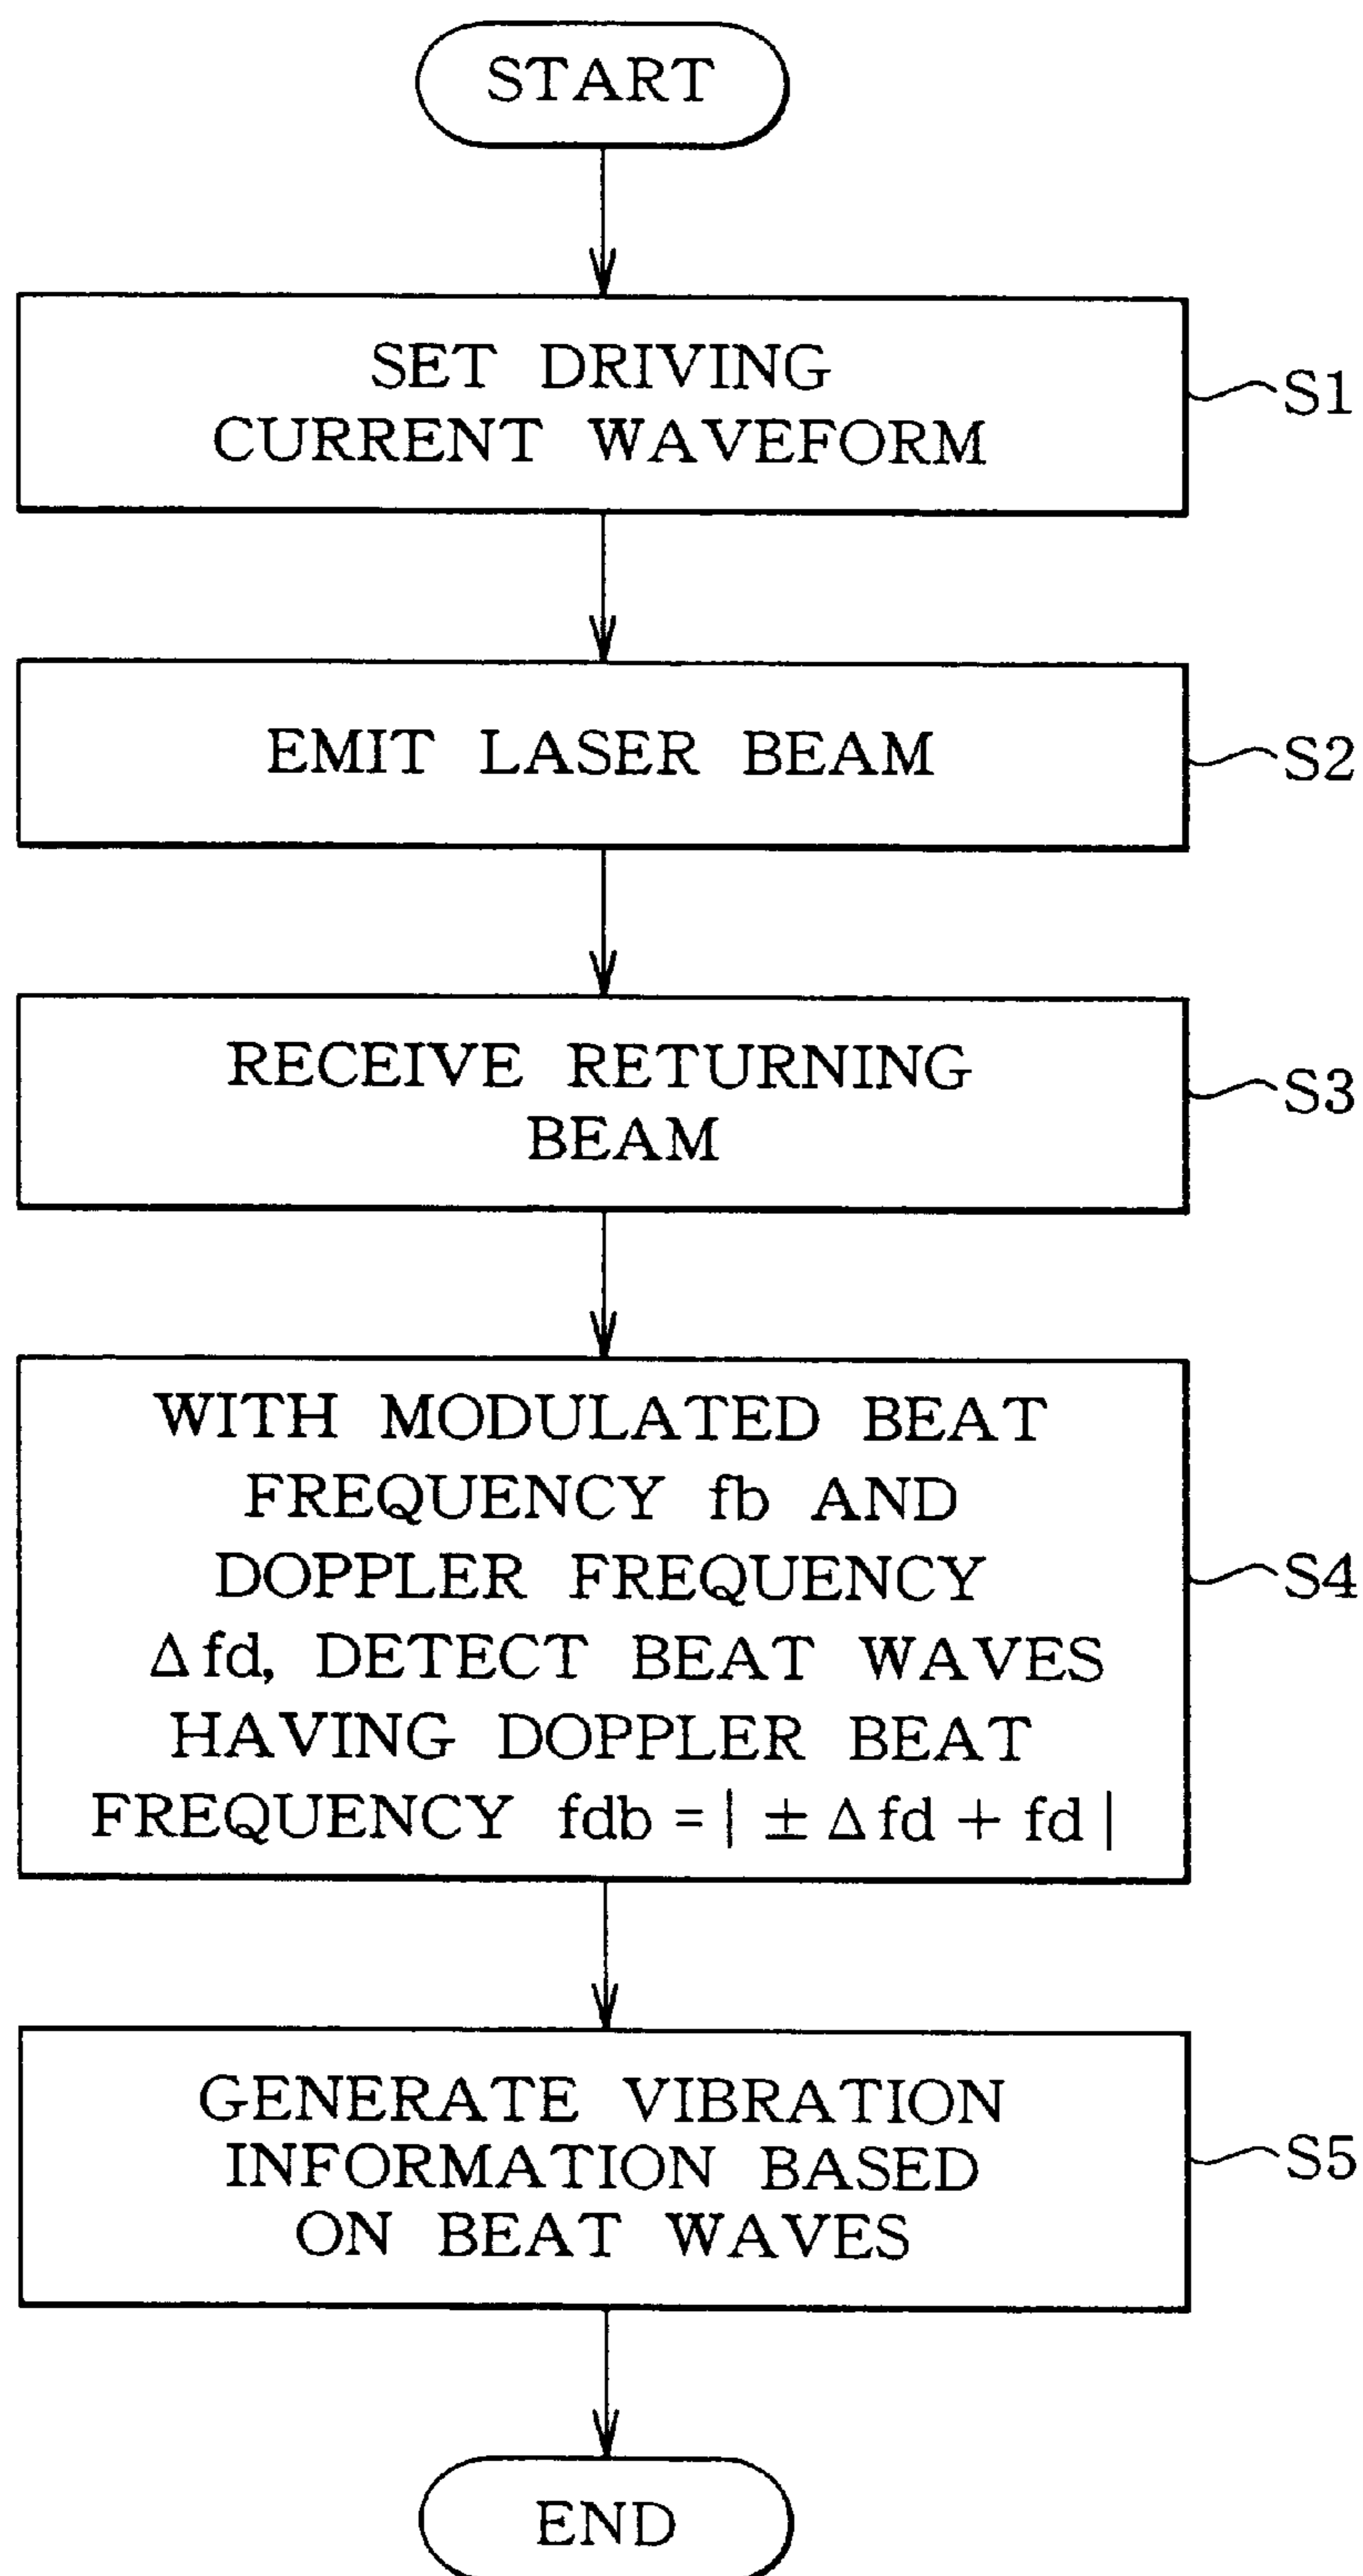 START
SET DRIVING
CURRENT WAVEFORM
S1
EMIT LASER BEAM
S2
RECEIVE RETURNING
BEAM
S3
WITH MODULATED BEAT
FREQUENCY fb AND
DOPPLER FREQUENCY
Δfd, DETECT BEAT WAVES
HAVING DOPPLER BEAT
FREQUENCY fdb = | ± Δfd + fd |
S4
GENERATE VIBRATION
INFORMATION BASED
ON BEAT WAVES
S5
END